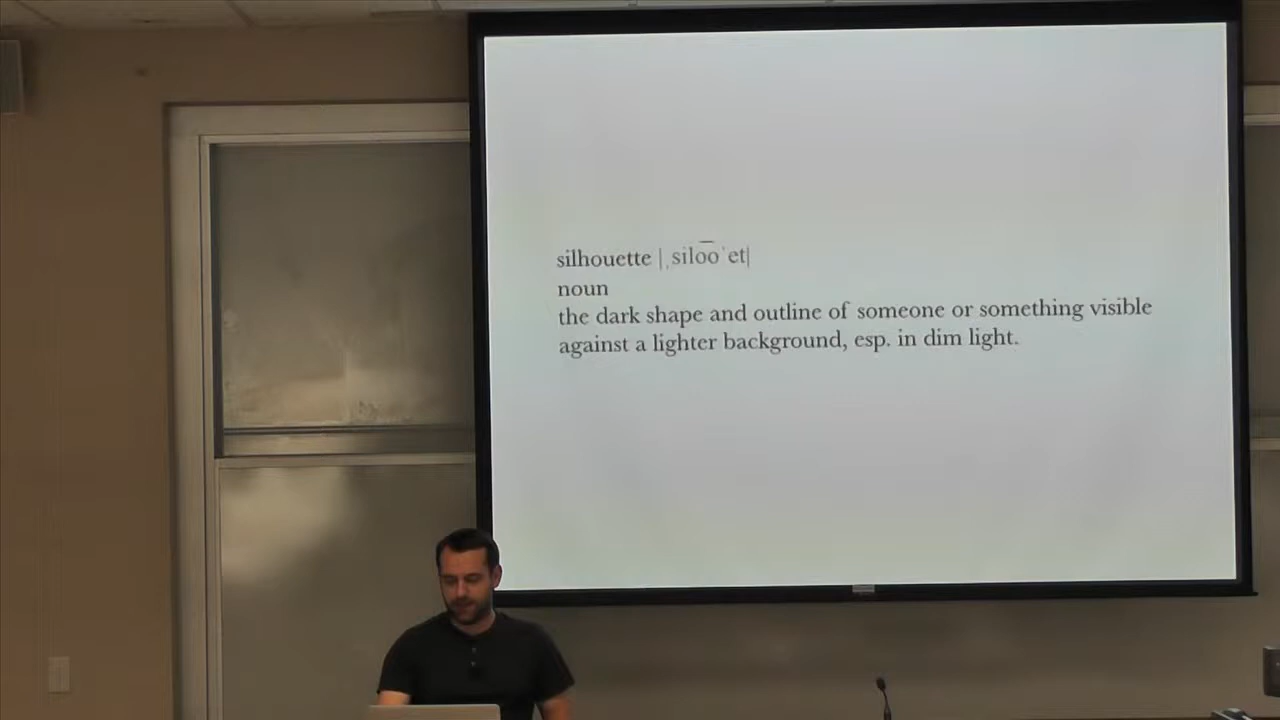 silhouette |ˌsilo͞oˈet|
noun
the dark shape and outline of someone or something visible
against a lighter background, esp. in dim light.